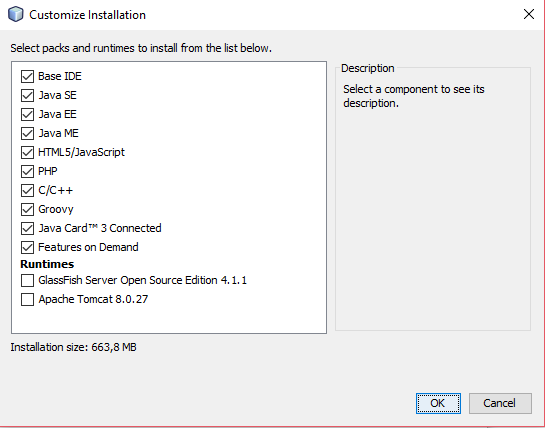 Customize Installation
Select packs and runtimes to install from the list below.
Base IDE
Java SE
Java EE
Java ME
HTML5/JavaScript
PHP
C/C++
Groovy
Java Card™ 3 Connected
Features on Demand
Runtimes
GlassFish Server Open Source Edition 4.1.1
Apache Tomcat 8.0.27
Description
Select a component to see its
description.
Installation size: 663,8 MB
OK
Cancel